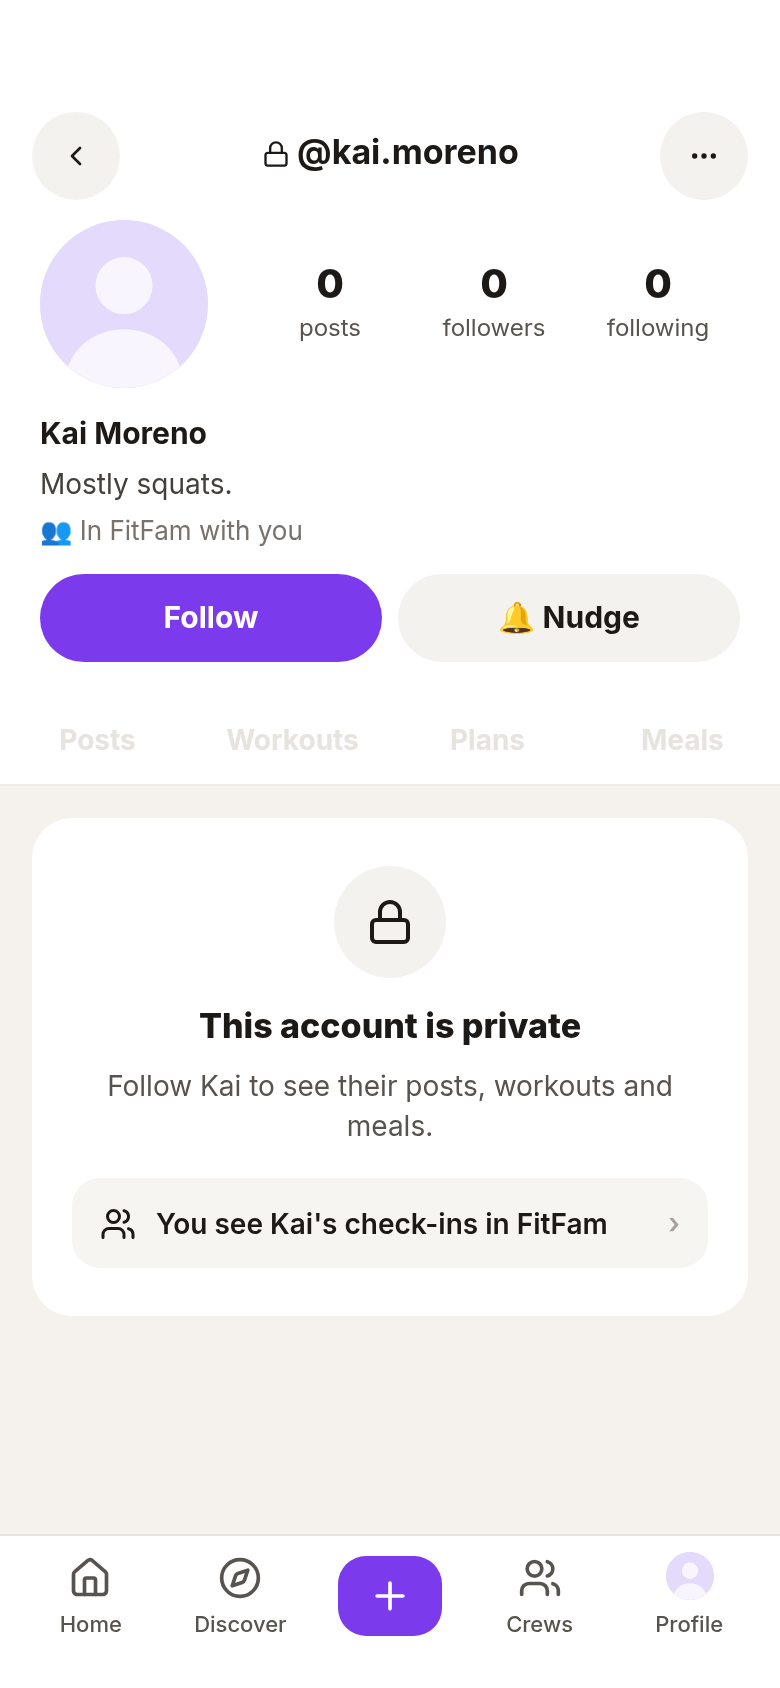 @kai.moreno
0 0 0
posts followers following
Kai Moreno
Mostly squats.
👥 In FitFam with you
Follow 🔔 Nudge
Posts Workouts Plans Meals
This account is private
Follow Kai to see their posts, workouts and
meals.
You see Kai's check-ins in FitFam ›
Home Discover Crews Profile